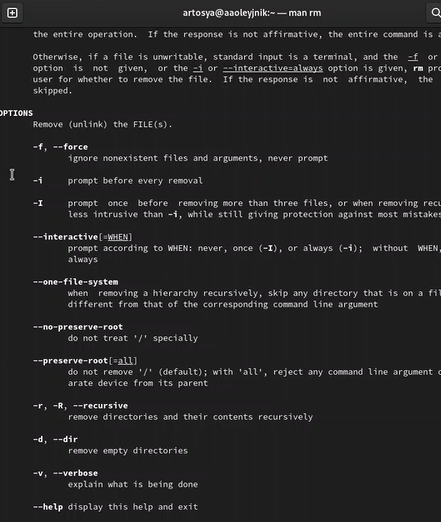 artosya@aaoleyjnik:~ — man rm
the entire operation.  If the response is not affirmative, the entire command is a
Otherwise, if a file is unwritable, standard input is a terminal, and the  -f  or
option  is  not  given,  or the -i or --interactive=always option is given, rm pro
user for whether to remove the file.  If the response is  not  affirmative,  the
skipped.
OPTIONS
Remove (unlink) the FILE(s).
-f, --force
ignore nonexistent files and arguments, never prompt
-i     prompt before every removal
-I     prompt  once  before  removing more than three files, or when removing recu
less intrusive than -i, while still giving protection against most mistakes
--interactive[=WHEN]
prompt according to WHEN: never, once (-I), or always (-i);  without  WHEN,
always
--one-file-system
when  removing a hierarchy recursively, skip any directory that is on a fil
different from that of the corresponding command line argument
--no-preserve-root
do not treat '/' specially
--preserve-root[=all]
do not remove '/' (default); with 'all', reject any command line argument o
arate device from its parent
-r, -R, --recursive
remove directories and their contents recursively
-d, --dir
remove empty directories
-v, --verbose
explain what is being done
--help display this help and exit